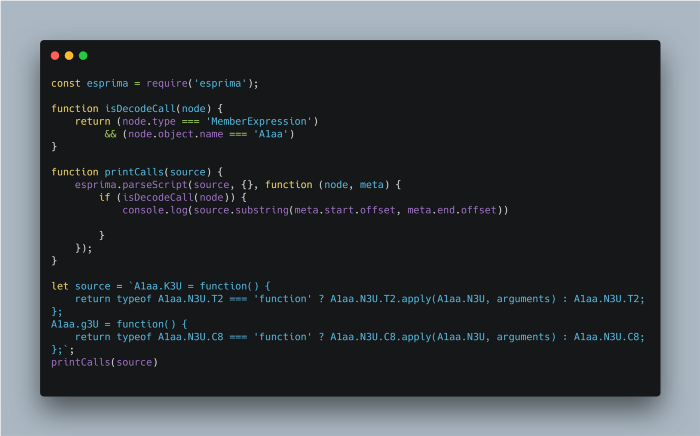 const esprima = require('esprima');
function isDecodeCall(node) {
return (node.type === 'MemberExpression')
&& (node.object.name === 'A1aa')
}
function printCalls(source) {
esprima.parseScript(source, {}, function (node, meta) {
if (isDecodeCall(node)) {
console.log(source.substring(meta.start.offset, meta.end.offset))
}
});
}
let source = `A1aa.K3U = function() {
return typeof A1aa.N3U.T2 === 'function' ? A1aa.N3U.T2.apply(A1aa.N3U, arguments) : A1aa.N3U.T2;
};
A1aa.g3U = function() {
return typeof A1aa.N3U.C8 === 'function' ? A1aa.N3U.C8.apply(A1aa.N3U, arguments) : A1aa.N3U.C8;
};`;
printCalls(source)